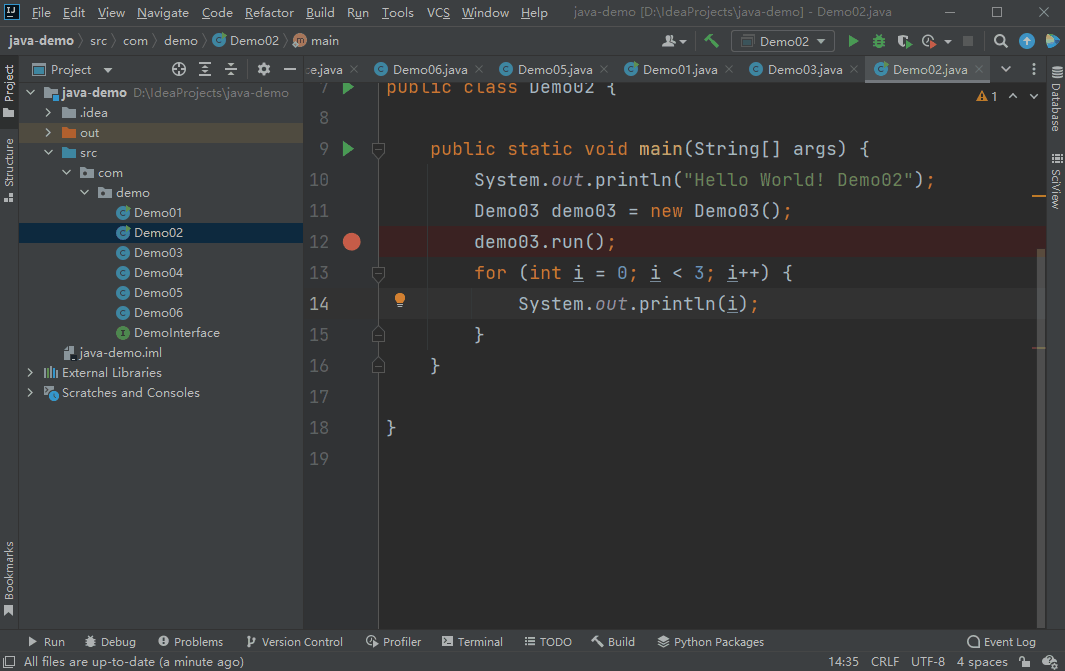 File Edit View Navigate Code Refactor Build Run Tools VCS Window Help java-demo [D:\IdeaProjects\java-demo] - Demo02.java
java-demo src com demo Demo02 main Demo02
Project
Project
ce.java Demo06.java Demo05.java Demo01.java Demo03.java Demo02.java
java-demo D:\IdeaProjects\java-demo
.idea
out
src
com
demo
Demo01
Demo02
Demo03
Demo04
Demo05
Demo06
DemoInterface
java-demo.iml
External Libraries
Scratches and Consoles
Structure
Bookmarks
1
7 public class Demo02 {
8
9 public static void main(String[] args) {
10 System.out.println("Hello World! Demo02");
11 Demo03 demo03 = new Demo03();
12 demo03.run();
13 for (int i = 0; i < 3; i++) {
14 System.out.println(i);
15 }
16 }
17
18 }
19
Database
SciView
Run Debug Problems Version Control Profiler Terminal TODO Build Python Packages Event Log
All files are up-to-date (a minute ago) 14:35 CRLF UTF-8 4 spaces